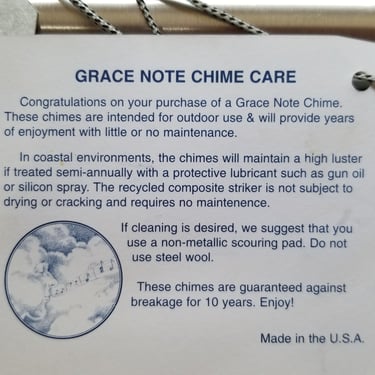 GRACE NOTE CHIME CARE
Congratulations on your purchase of a Grace Note Chime.
These chimes are intended for outdoor use & will provide years
of enjoyment with little or no maintenance.
In coastal environments, the chimes will maintain a high luster
if treated semi-annually with a protective lubricant such as gun oil
or silicon spray. The recycled composite striker is not subject to
drying or cracking and requires no maintenence.
If cleaning is desired, we suggest that you
use a non-metallic scouring pad. Do not
use steel wool.
These chimes are guaranteed against
breakage for 10 years. Enjoy!
Made in the U.S.A.